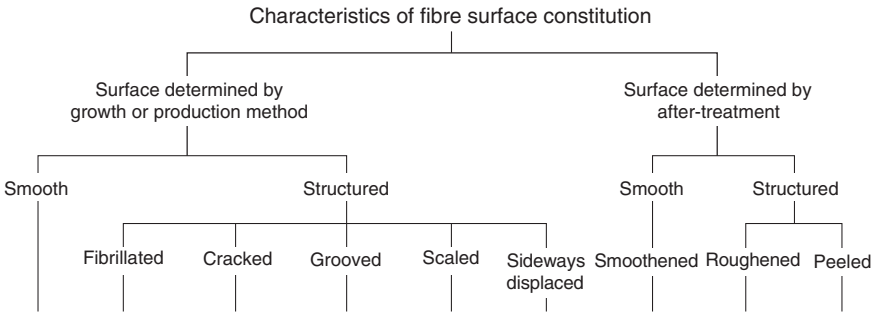 Characteristics of fibre surface constitution
Surface determined by
growth or production method
Surface determined by
after-treatment
Smooth
Structured
Smooth
Structured
Fibrillated
Cracked
Grooved
Scaled
Sideways
displaced
Smoothened
Roughened
Peeled